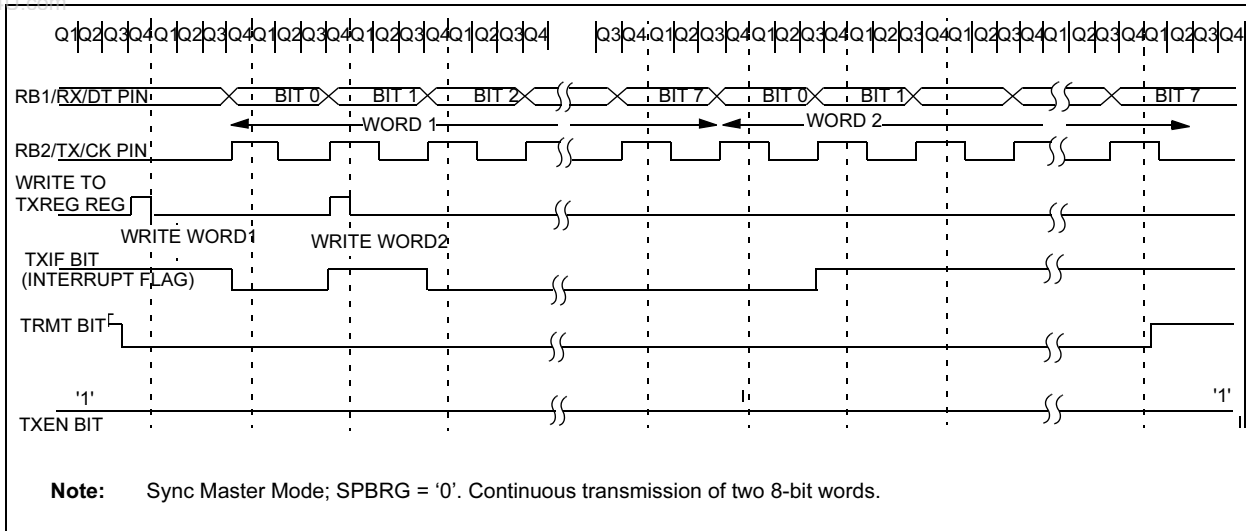 Q1Q2Q3Q4Q1Q2Q3Q4Q1Q2Q3Q4Q1Q2Q3Q4Q1Q2Q3Q4 Q3Q4Q1Q2Q3Q4Q1Q2Q3Q4Q1Q2Q3Q4Q1Q2Q3Q4Q1Q2Q3Q4Q1Q2Q3Q4
RB1/RX/DT PIN BIT 0 BIT 1 BIT 2 BIT 7 BIT 0 BIT 1 BIT 7
WORD 1 WORD 2
RB2/TX/CK PIN
WRITE TO
TXREG REG
WRITE WORD1 WRITE WORD2
TXIF BIT
(INTERRUPT FLAG)
TRMT BIT
'1' '1'
TXEN BIT
Note: Sync Master Mode; SPBRG = ‘0’. Continuous transmission of two 8-bit words.